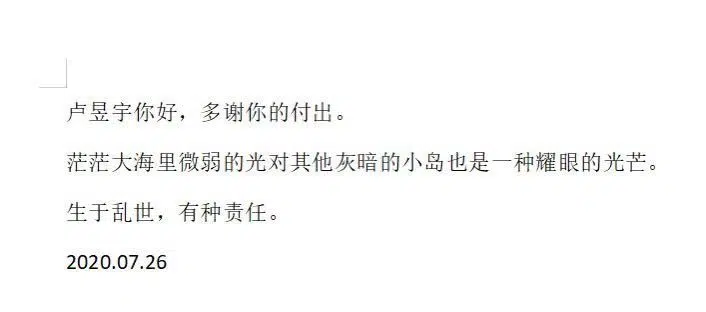 卢昱宇你好，多谢你的付出。
茫茫大海里微弱的光对其他灰暗的小岛也是一种耀眼的光芒。
生于乱世，有种责任。
2020.07.26